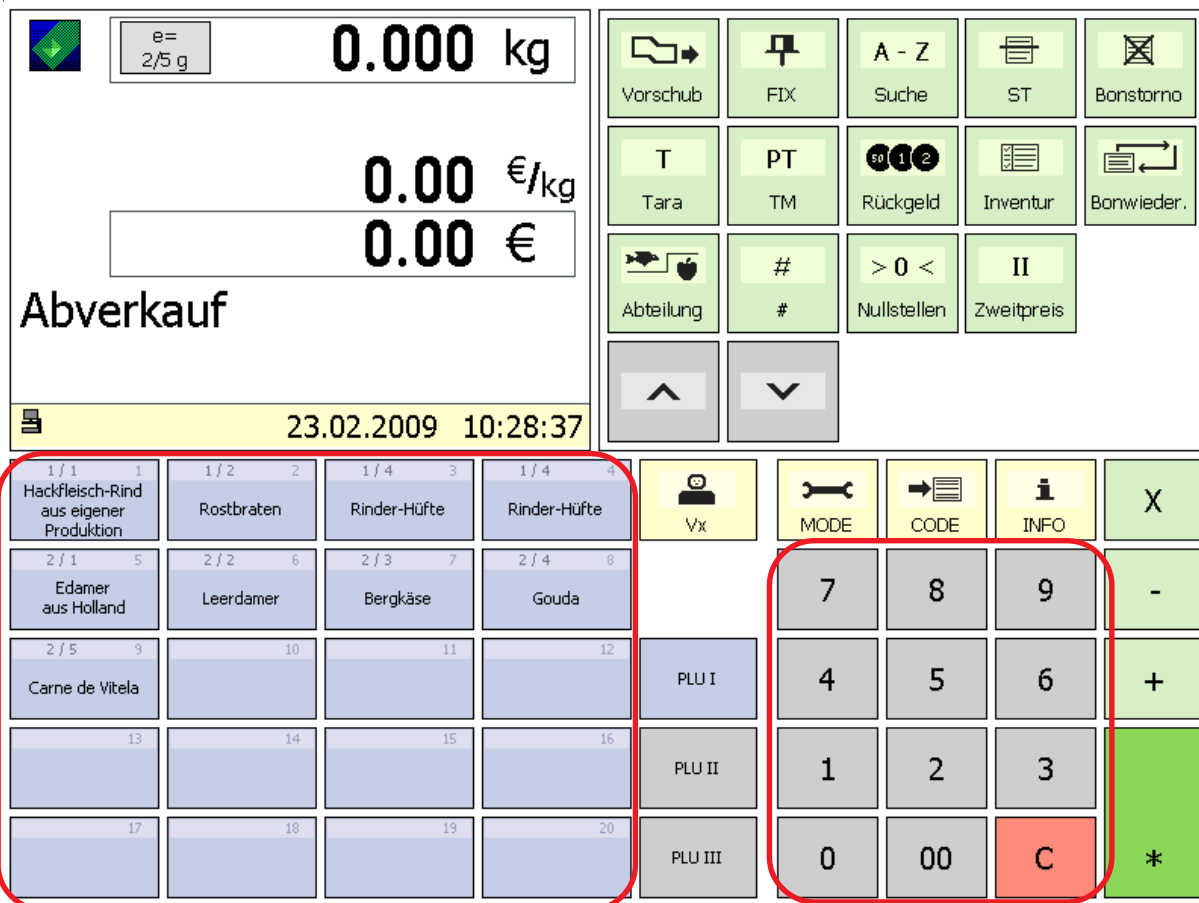 e=
2/5 g
0.000 kg
0.00 €/kg
0.00 €
Abverkauf
23.02.2009 10:28:37
Vorschub
FIX
A - Z
Suche
ST
Bonstorno
T
Tara
PT
TM
50 1 2
Rückgeld
Inventur
Bonwieder.
Abteilung
#
#
> 0 <
Nullstellen
II
Zweitpreis
1 / 1 1
Hackfleisch-Rind
aus eigener
Produktion
1 / 2 2
Rostbraten
1 / 4 3
Rinder-Hüfte
1 / 4 4
Rinder-Hüfte
Vx
MODE
CODE
i
INFO
X
2 / 1 5
Edamer
aus Holland
2 / 2 6
Leerdamer
2 / 3 7
Bergkäse
2 / 4 8
Gouda
7
8
9
-
2 / 5 9
Carne de Vitela
10
11
12
PLU I
4
5
6
+
13
14
15
16
PLU II
1
2
3
17
18
19
20
PLU III
0
00
C
*